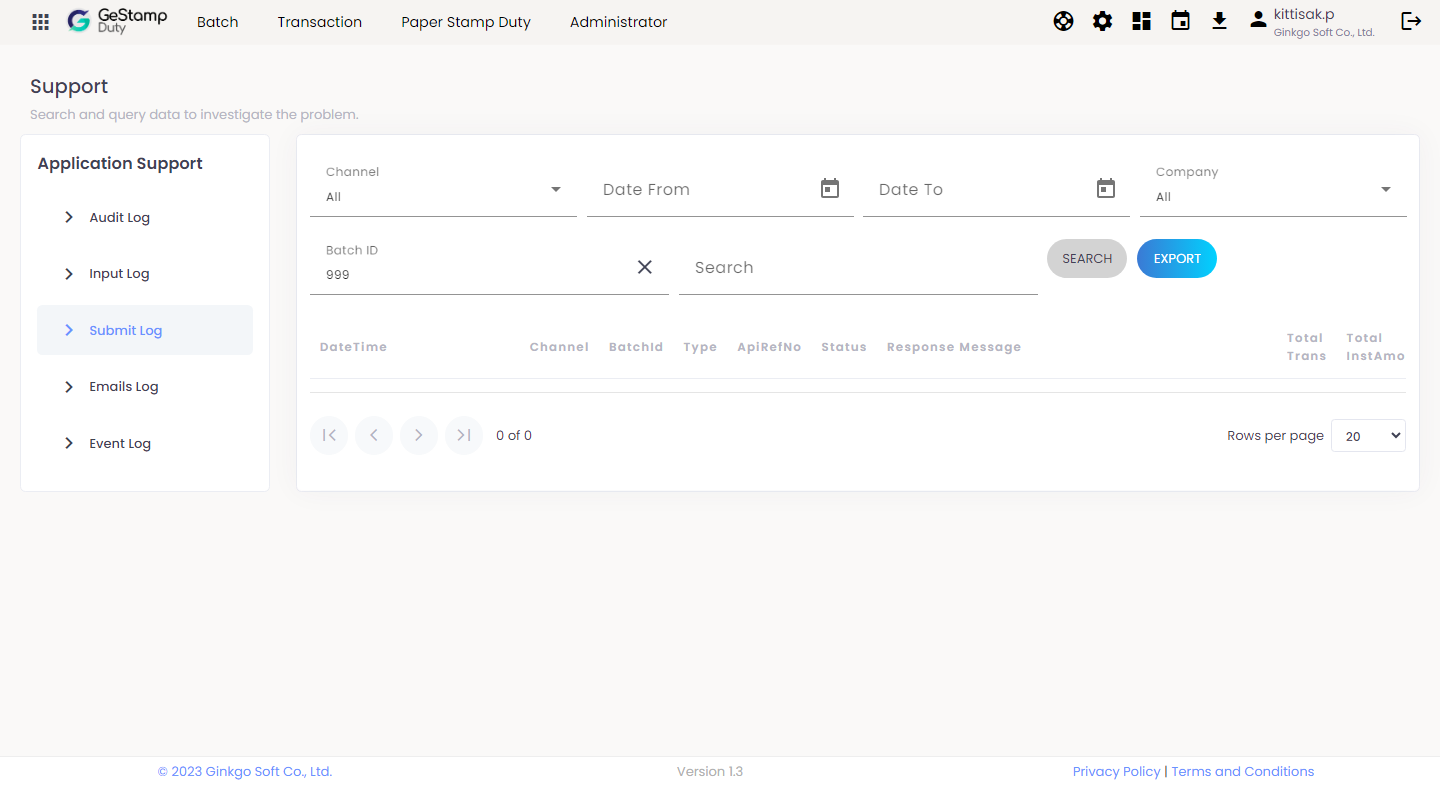 GeStamp
Duty
Batch
Transaction
Paper Stamp Duty
Administrator
kittisak.p
Ginkgo Soft Co., Ltd.
Support
Search and query data to investigate the problem.
Application Support
Audit Log
Input Log
Submit Log
Emails Log
Event Log
Channel
All
Date From
Date To
Company
All
Batch ID
999
Search
SEARCH
EXPORT
DateTime
Channel
BatchId
Type
ApiRefNo
Status
Response Message
Total
Trans
Total
InstAmo
0 of 0
Rows per page
20
© 2023 Ginkgo Soft Co., Ltd.
Version 1.3
Privacy Policy | Terms and Conditions